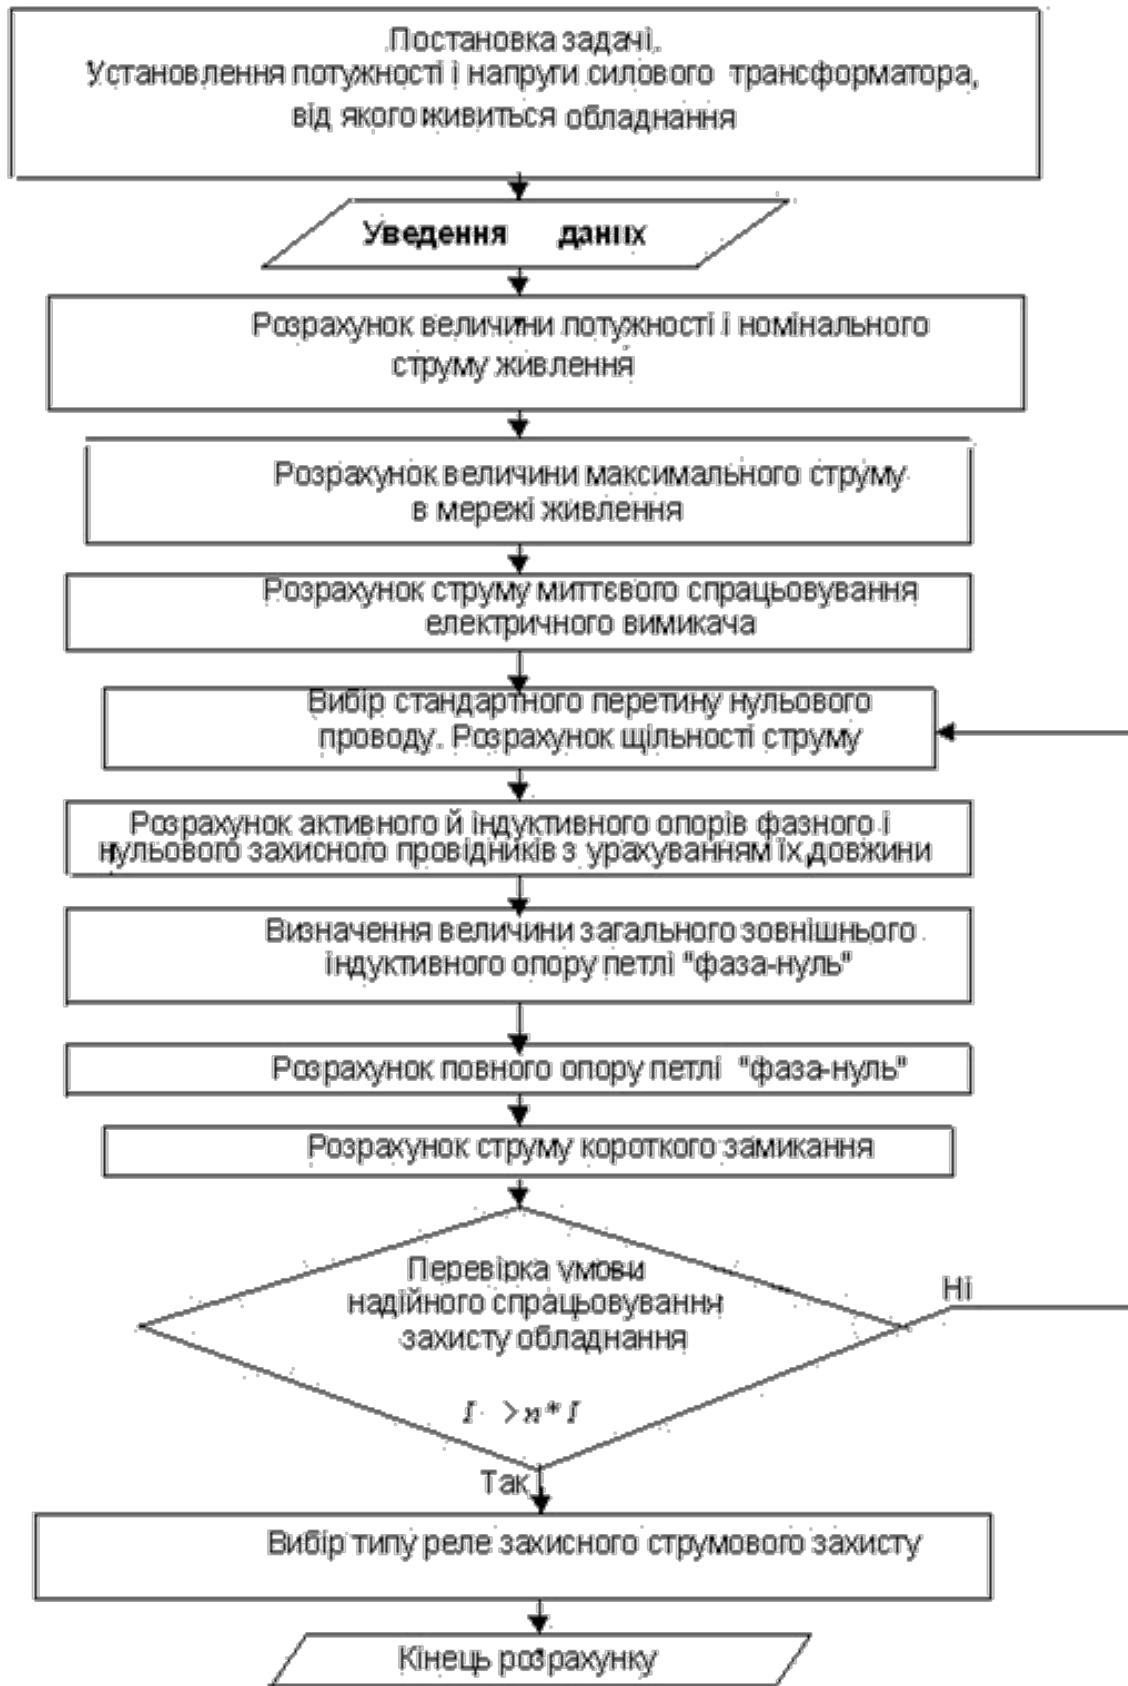 Постановка задачі.
Установлення потужності і напруги силового трансформатора,
від якого живиться обладнання
Уведення даних
Розрахунок величини потужності і номінального
струму живлення
Розрахунок величини максимального струму
в мережі живлення
Розрахунок струму миттєвого спрацьовування
електричного вимикача
Вибір стандартного перетину нульового
проводу. Розрахунок щільності струму
Розрахунок активного й індуктивного опорів фазного і
нульового захисного провідників з урахуванням їх довжини
Визначення величини загального зовнішнього
індуктивного опору петлі "фаза-нуль"
Розрахунок повного опору петлі "фаза-нуль"
Розрахунок струму короткого замикання
Перевірка умови
надійного спрацьовування
захисту обладнання
I > n * I
Ні
Так
Вибір типу реле захисного струмового захисту
Кінець розрахунку